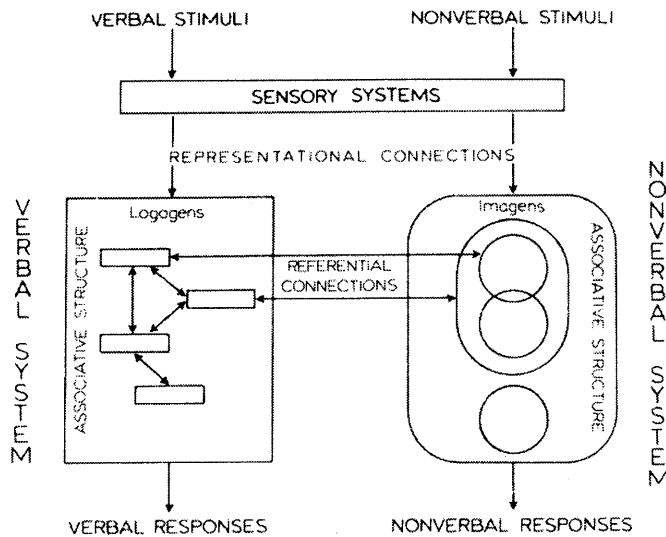 VERBAL STIMULI
NONVERBAL STIMULI
SENSORY SYSTEMS
REPRESENTATIONAL CONNECTIONS
VERBAL SYSTEM
Logogens
ASSOCIATIVE STRUCTURE
REFERENTIAL
CONNECTIONS
Imagens
ASSOCIATIVE STRUCTURE
NONVERBAL SYSTEM
VERBAL RESPONSES
NONVERBAL RESPONSES